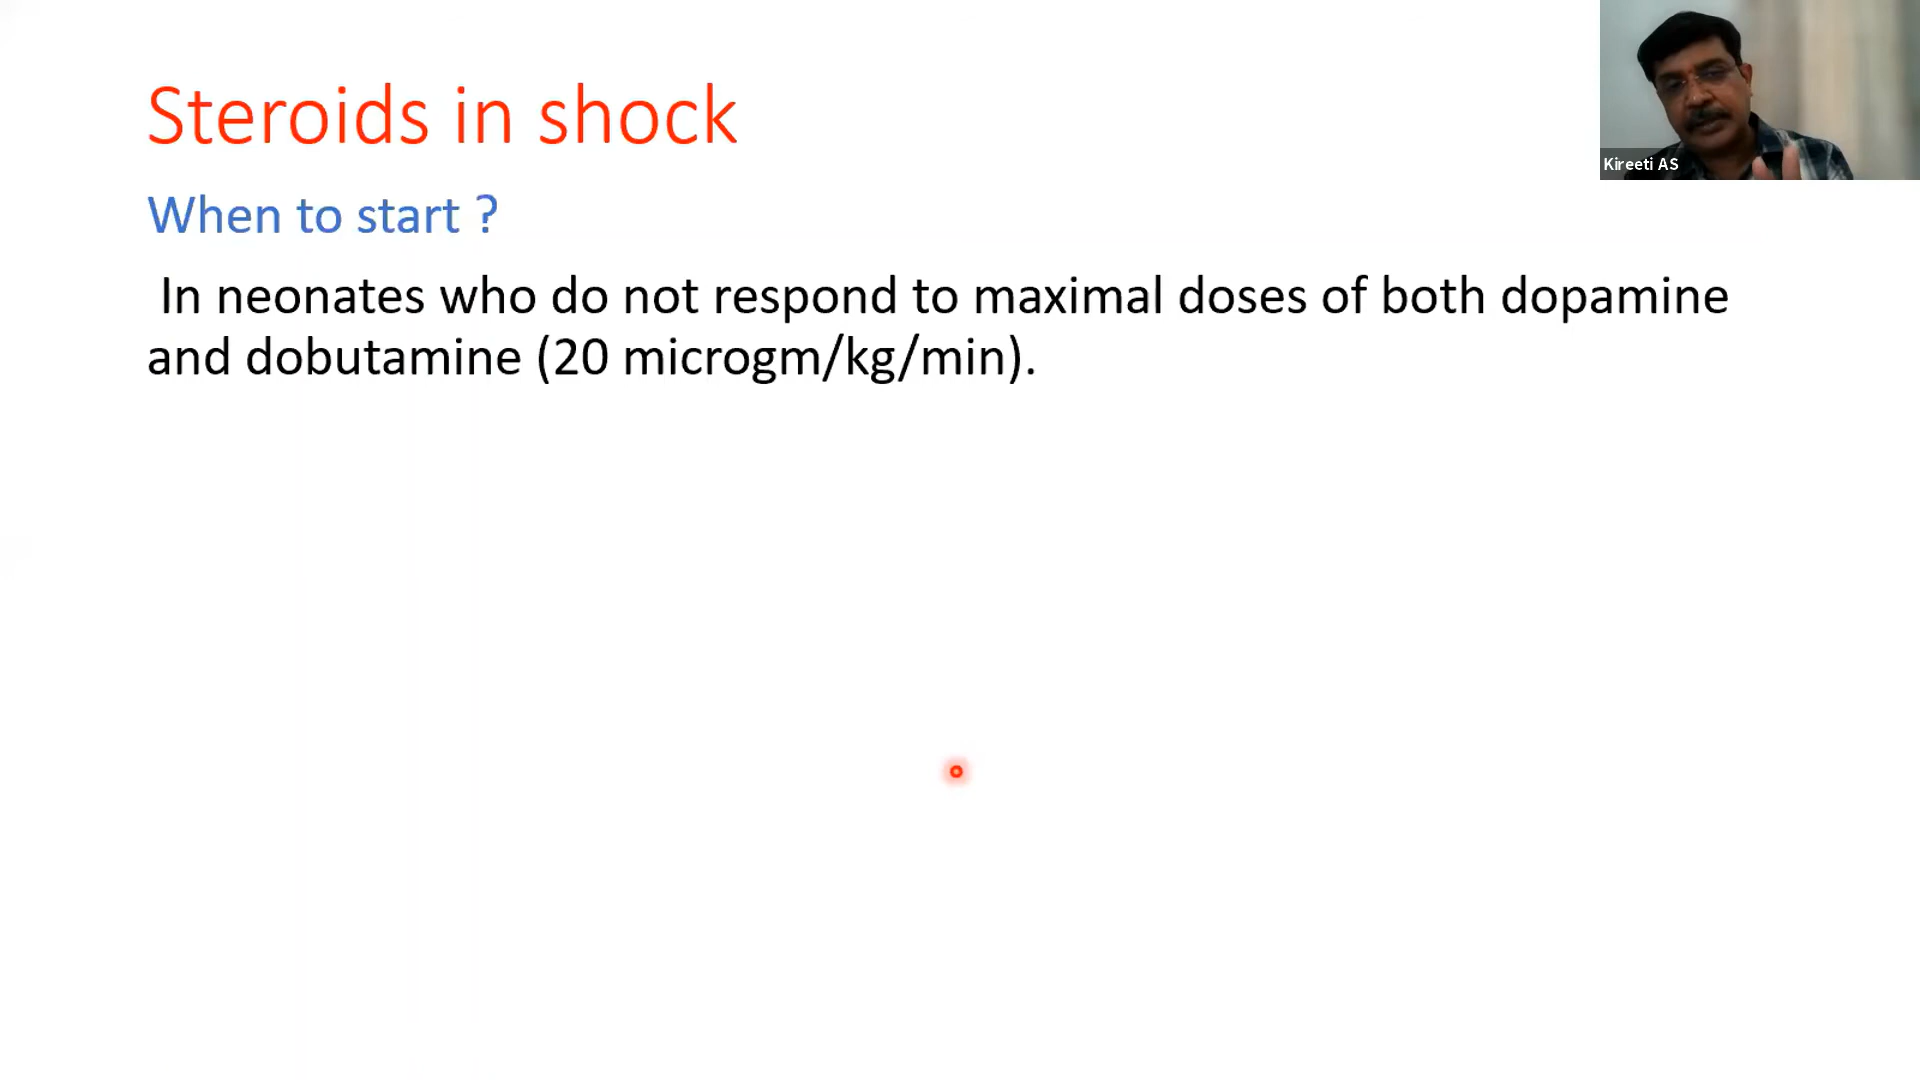 Steroids in shock
Kireeti AS
When to start ?
In neonates who do not respond to maximal doses of both dopamine
and dobutamine (20 microgm/kg/min).